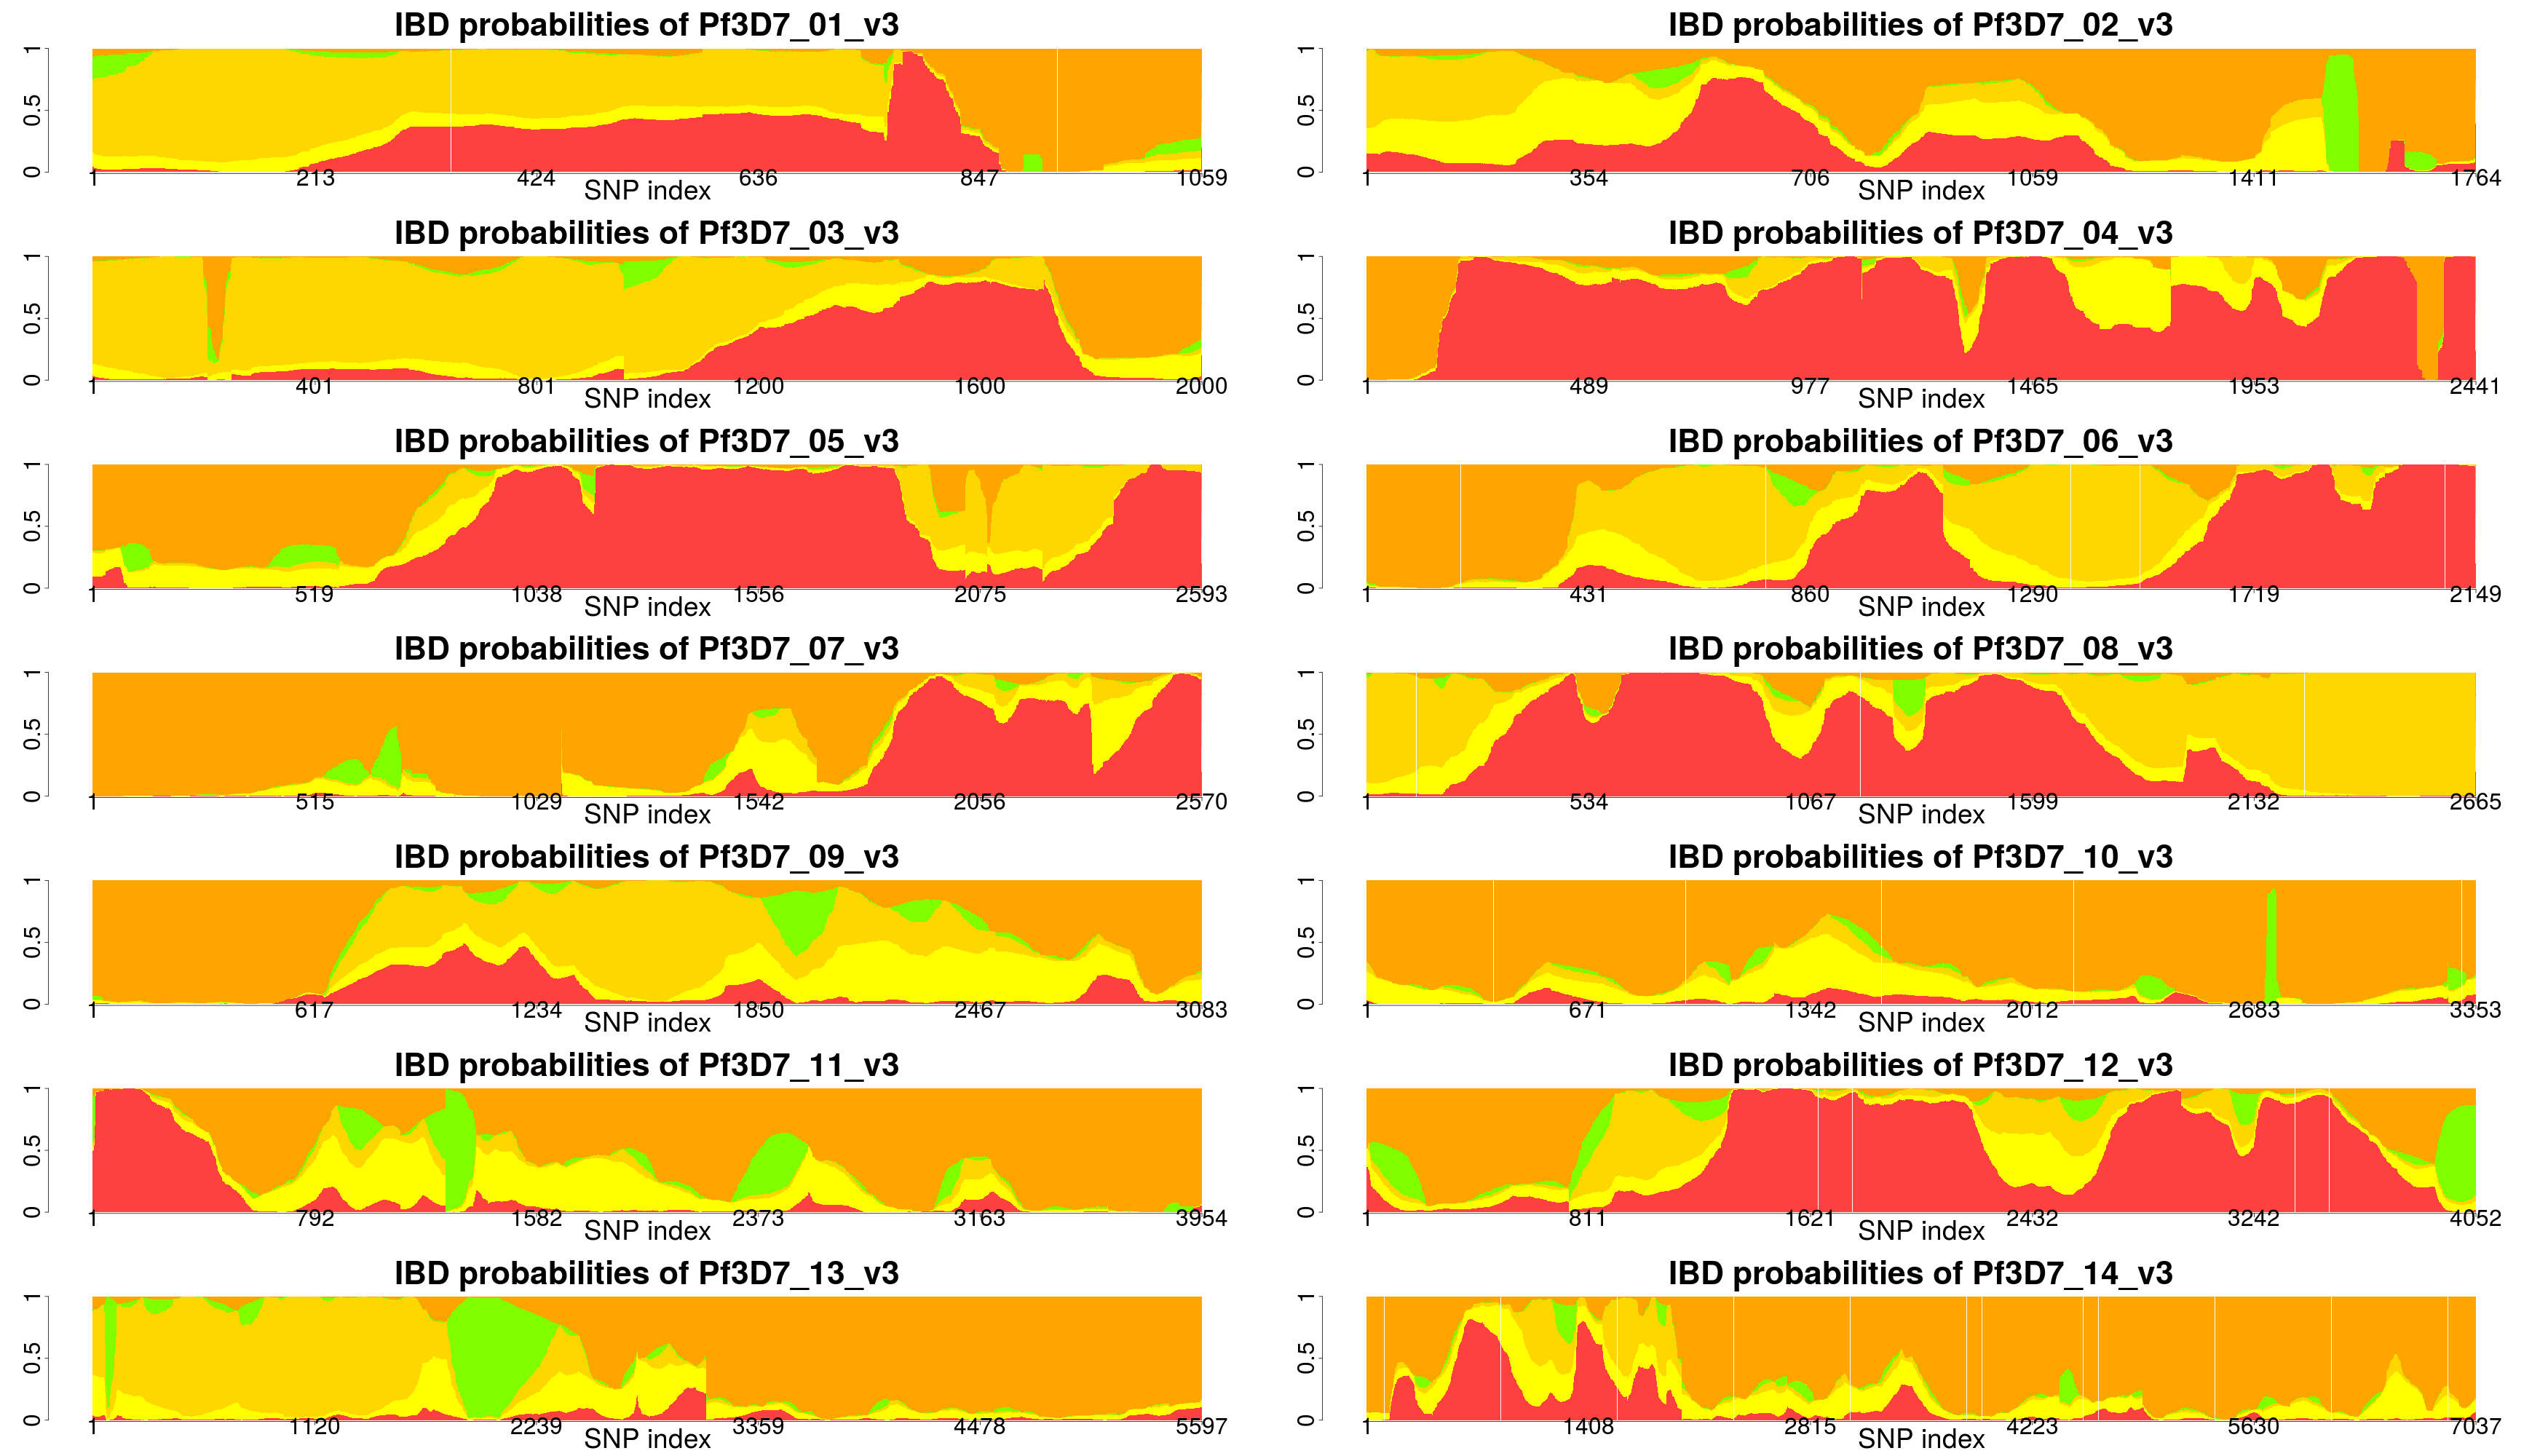 IBD probabilities of Pf3D7_01_v3
0 0.5 1
1 213 424 636 847 1059
SNP index
IBD probabilities of Pf3D7_02_v3
0 0.5 1
1 354 706 1059 1411 1764
SNP index
IBD probabilities of Pf3D7_03_v3
0 0.5 1
1 401 801 1200 1600 2000
SNP index
IBD probabilities of Pf3D7_04_v3
0 0.5 1
1 489 977 1465 1953 2441
SNP index
IBD probabilities of Pf3D7_05_v3
0 0.5 1
1 519 1038 1556 2075 2593
SNP index
IBD probabilities of Pf3D7_06_v3
0 0.5 1
1 431 860 1290 1719 2149
SNP index
IBD probabilities of Pf3D7_07_v3
0 0.5 1
1 515 1029 1542 2056 2570
SNP index
IBD probabilities of Pf3D7_08_v3
0 0.5 1
1 534 1067 1599 2132 2665
SNP index
IBD probabilities of Pf3D7_09_v3
0 0.5 1
1 617 1234 1850 2467 3083
SNP index
IBD probabilities of Pf3D7_10_v3
0 0.5 1
1 671 1342 2012 2683 3353
SNP index
IBD probabilities of Pf3D7_11_v3
0 0.5 1
1 792 1582 2373 3163 3954
SNP index
IBD probabilities of Pf3D7_12_v3
0 0.5 1
1 811 1621 2432 3242 4052
SNP index
IBD probabilities of Pf3D7_13_v3
0 0.5 1
1 1120 2239 3359 4478 5597
SNP index
IBD probabilities of Pf3D7_14_v3
0 0.5 1
1 1408 2815 4223 5630 7037
SNP index